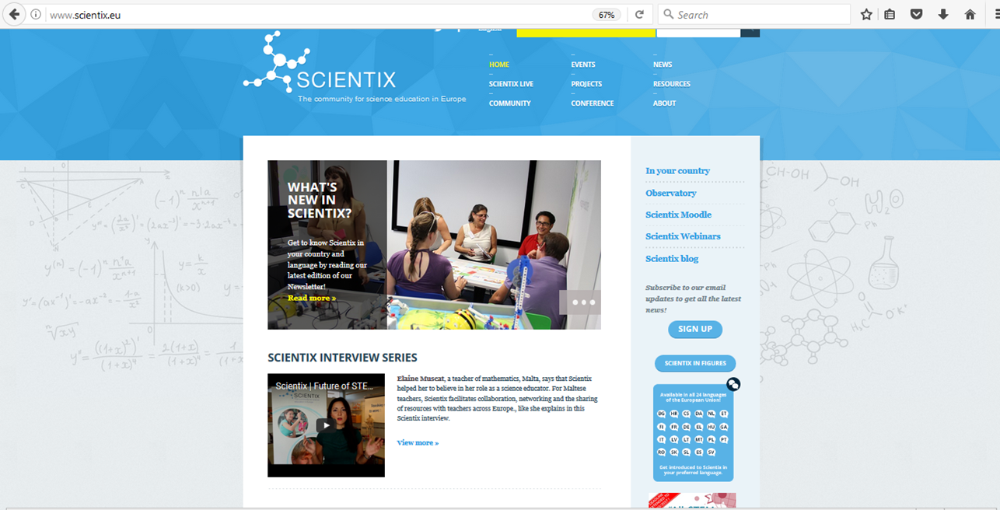 www.scientix.eu
67%
Search
English
SCIENTIX
The community for science education in Europe
HOME
EVENTS
NEWS
SCIENTIX LIVE
PROJECTS
RESOURCES
COMMUNITY
CONFERENCE
ABOUT
WHAT'S
NEW IN
SCIENTIX?
Get to know Scientix in
your country and
language by reading our
latest edition of our
Newsletter!
Read more »
SCIENTIX INTERVIEW SERIES
Scientix | Future of STE...
SCIENTIX
Elaine Muscat, a teacher of mathematics, Malta, says that Scientix
helped her to believe in her role as a science educator. For Maltese
teachers, Scientix facilitates collaboration, networking and the sharing
of resources with teachers across Europe., like she explains in this
Scientix interview.
View more »
In your country
Observatory
Scientix Moodle
Scientix Webinars
Scientix blog
Subscribe to our email
updates to get all the latest
news!
SIGN UP
SCIENTIX IN FIGURES
Available in all 24 languages
of the European Union!
BG HR CS DA NL ET
FI FR DE EL HU GA
IT LV LT MT PL PT
RO SK SL ES SV
Get introduced to Scientix in
your preferred language.